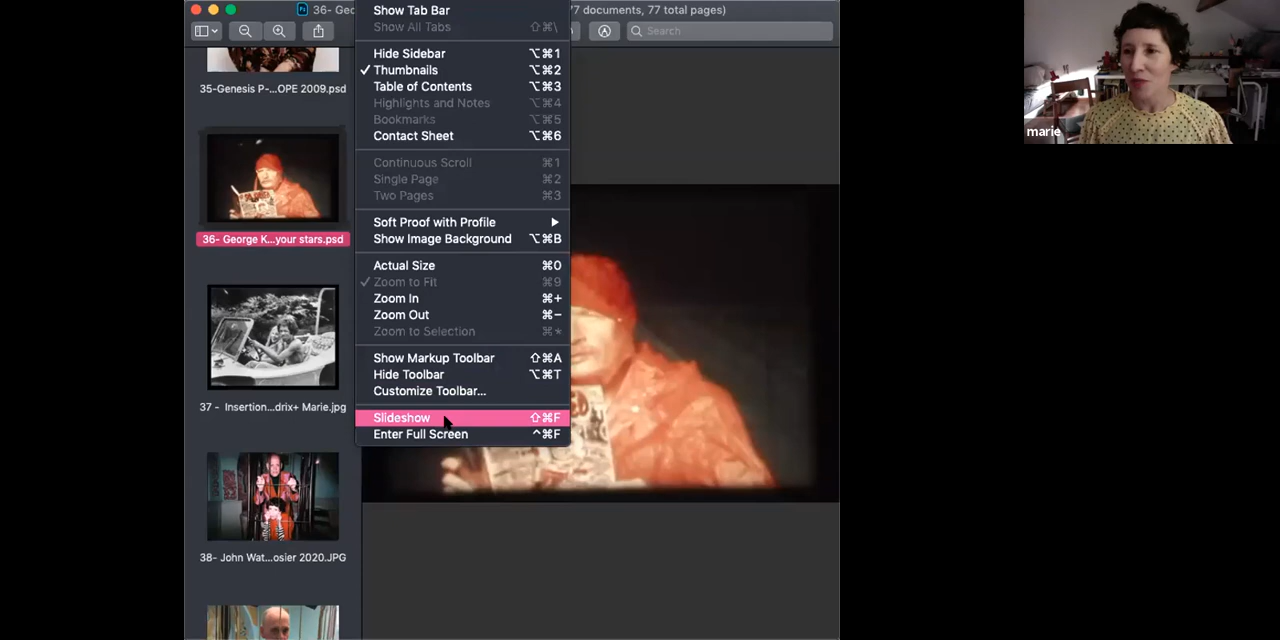 36- Geo
77 documents, 77 total pages)
Search
35-Genesis P-...OPE 2009.psd
36- George K...your stars.psd
37 - Insertion...drix+ Marie.jpg
38- John Wat...osier 2020.JPG
Show Tab Bar
Show All Tabs ⇧⌘\
Hide Sidebar ⌥⌘1
✓ Thumbnails ⌥⌘2
Table of Contents ⌥⌘3
Highlights and Notes ⌥⌘4
Bookmarks ⌥⌘5
Contact Sheet ⌥⌘6
Continuous Scroll ⌘1
Single Page ⌘2
Two Pages ⌘3
Soft Proof with Profile ▶
Show Image Background ⌥⌘B
Actual Size ⌘0
✓ Zoom to Fit ⌘9
Zoom In ⌘+
Zoom Out ⌘−
Zoom to Selection ⌘*
Show Markup Toolbar ⇧⌘A
Hide Toolbar ⌥⌘T
Customize Toolbar...
Slideshow ⇧⌘F
Enter Full Screen ^⌘F
marie